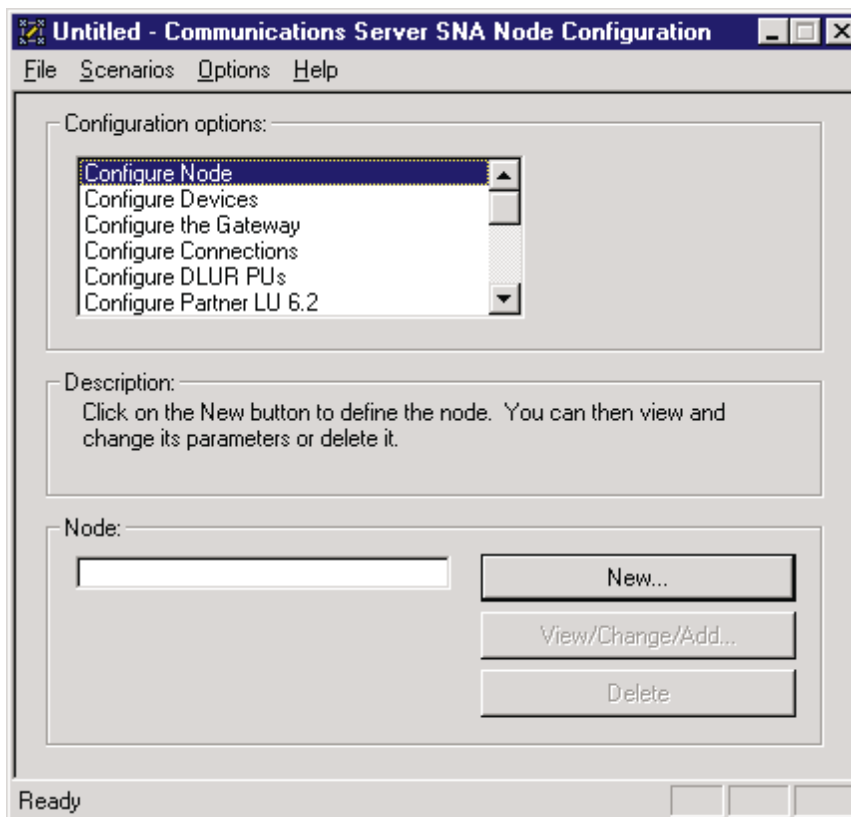 Untitled - Communications Server SNA Node Configuration
File Scenarios Options Help
Configuration options:
Configure Node
Configure Devices
Configure the Gateway
Configure Connections
Configure DLUR PUs
Configure Partner LU 6.2
Description:
Click on the New button to define the node. You can then view and
change its parameters or delete it.
Node:
New...
View/Change/Add...
Delete
Ready